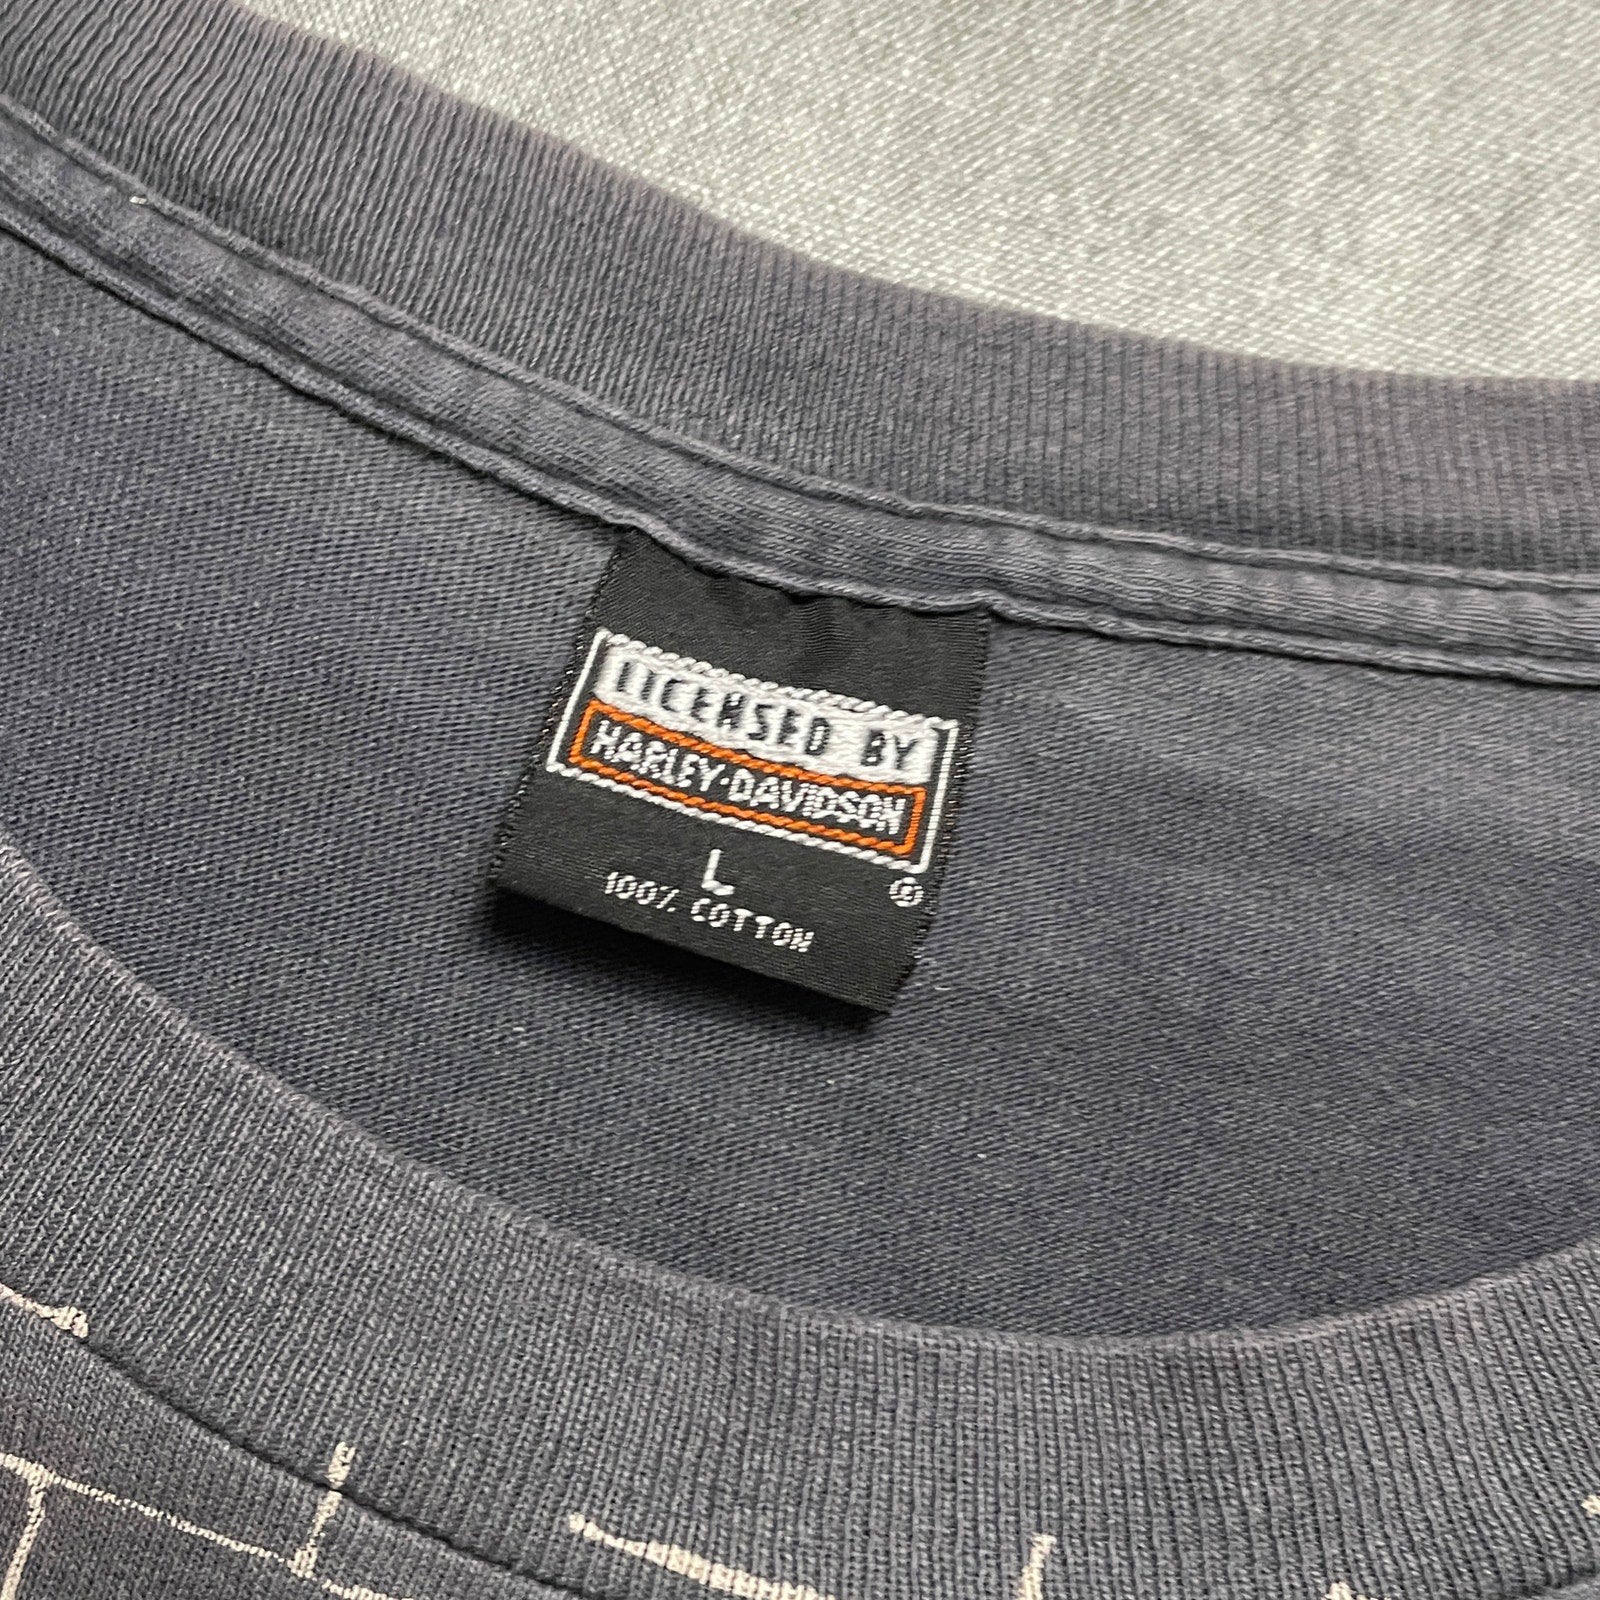 LICENSED BY
HARLEY-DAVIDSON
®
L
100% COTTON